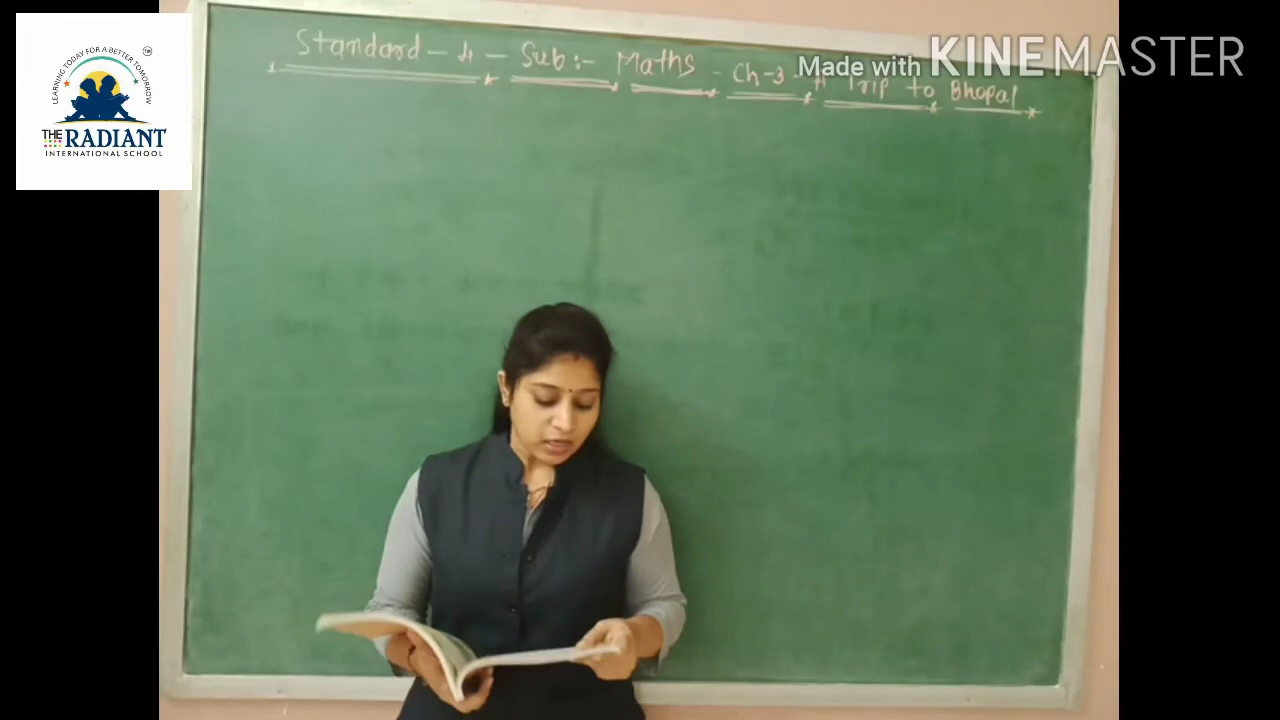 LEARNING TODAY FOR A BETTER TOMORROW
TM
THE RADIANT
INTERNATIONAL SCHOOL
Standard - 4 - Sub:- Maths - Ch-3 - A Trip to Bhopal
Made with KINEMASTER